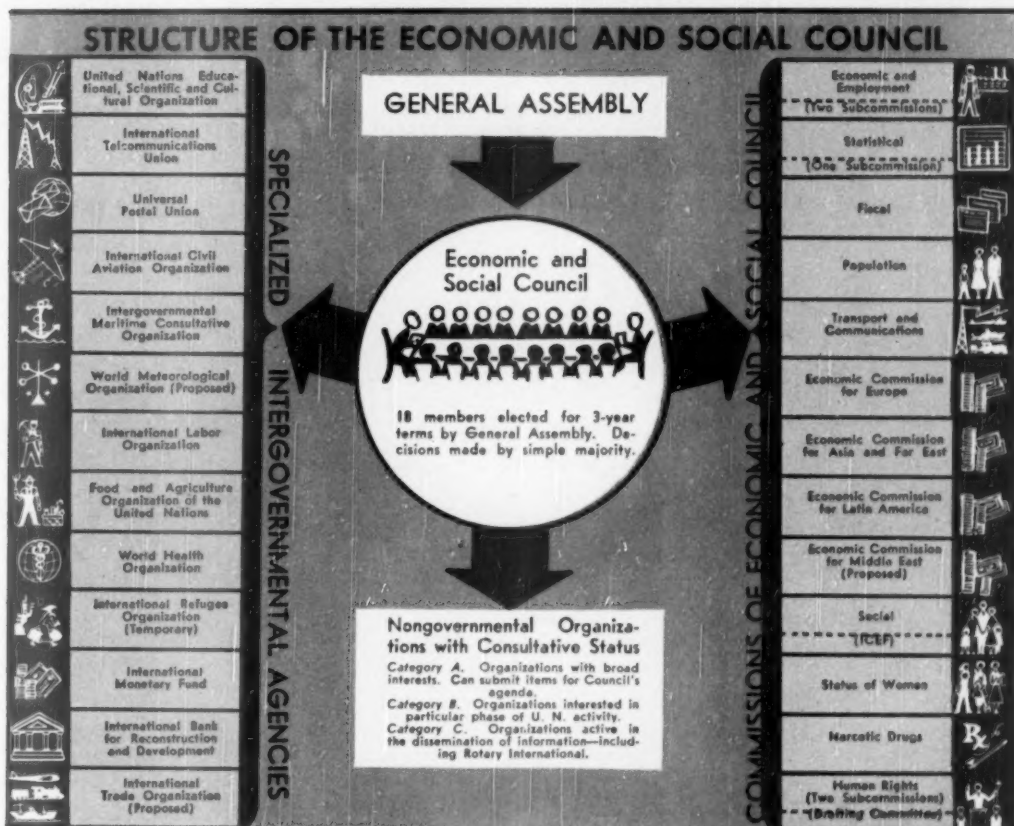 STRUCTURE OF THE ECONOMIC AND SOCIAL COUNCIL
United Nations Educa-
tional, Scientific and Cul-
tural Organization
International
Telecommunications
Union
Universal
Postal Union
International Civil
Aviation Organization
Intergovernmental
Maritime Consultative
Organization
World Meteorological
Organization (Proposed)
International Labor
Organization
Food and Agriculture
Organization of the
United Nations
World Health
Organization
International Refugee
Organization
(Temporary)
International
Monetary Fund
International Bank
for Reconstruction
and Development
International
Trade Organization
(Proposed)
SPECIALIZED INTERGOVERNMENTAL AGENCIES
GENERAL ASSEMBLY
Economic and
Social Council
18 members elected for 3-year
terms by General Assembly. De-
cisions made by simple majority.
Nongovernmental Organiza-
tions with Consultative Status
Category A. Organizations with broad
interests. Can submit items for Council's
agenda.
Category B. Organizations interested in
particular phase of U. N. activity.
Category C. Organizations active in
the dissemination of information—includ-
ing Rotary International.
COMMISSIONS OF ECONOMIC AND SOCIAL COUNCIL
Economic and
Employment
(Two Subcommissions)
Statistical
(One Subcommission)
Fiscal
Population
Transport and
Communications
Economic Commission
for Europe
Economic Commission
for Asia and Far East
Economic Commission
for Latin America
Economic Commission
for Middle East
(Proposed)
Social
(ICEF)
Status of Women
Narcotic Drugs
Rx
Human Rights
(Two Subcommissions)
(Drafting Committee)